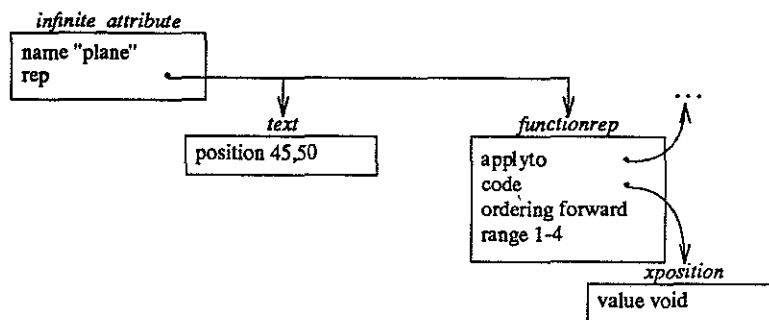 infinite attribute
name "plane"
rep
text
position 45,50
...
functionrep
applyto
code
ordering forward
range 1-4
xposition
value void